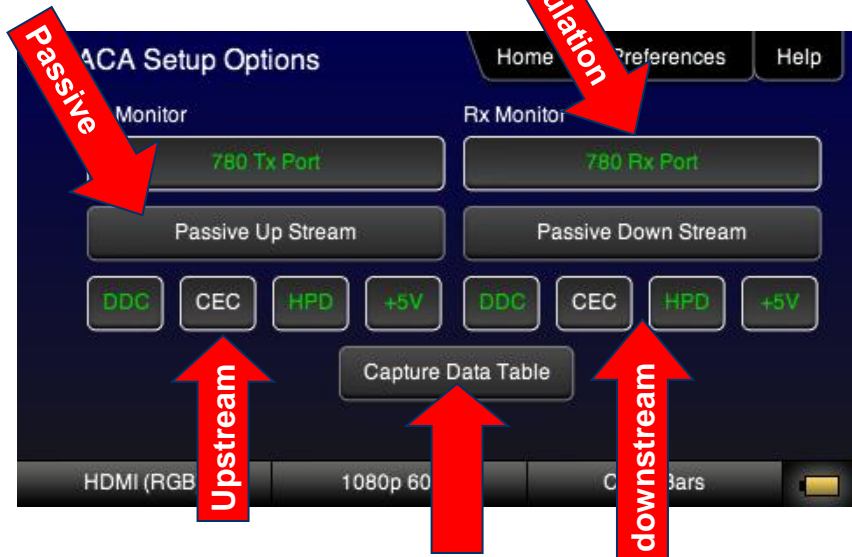 ulation
Passive
ACA Setup Options
Home
Preferences
Help
Monitor
Rx Monitor
780 Tx Port
780 Rx Port
Passive Up Stream
Passive Down Stream
DDC
CEC
HPD
+5V
DDC
CEC
HPD
+5V
Capture Data Table
Upstream
downstream
HDMI (RGB
1080p 60
C
Bars